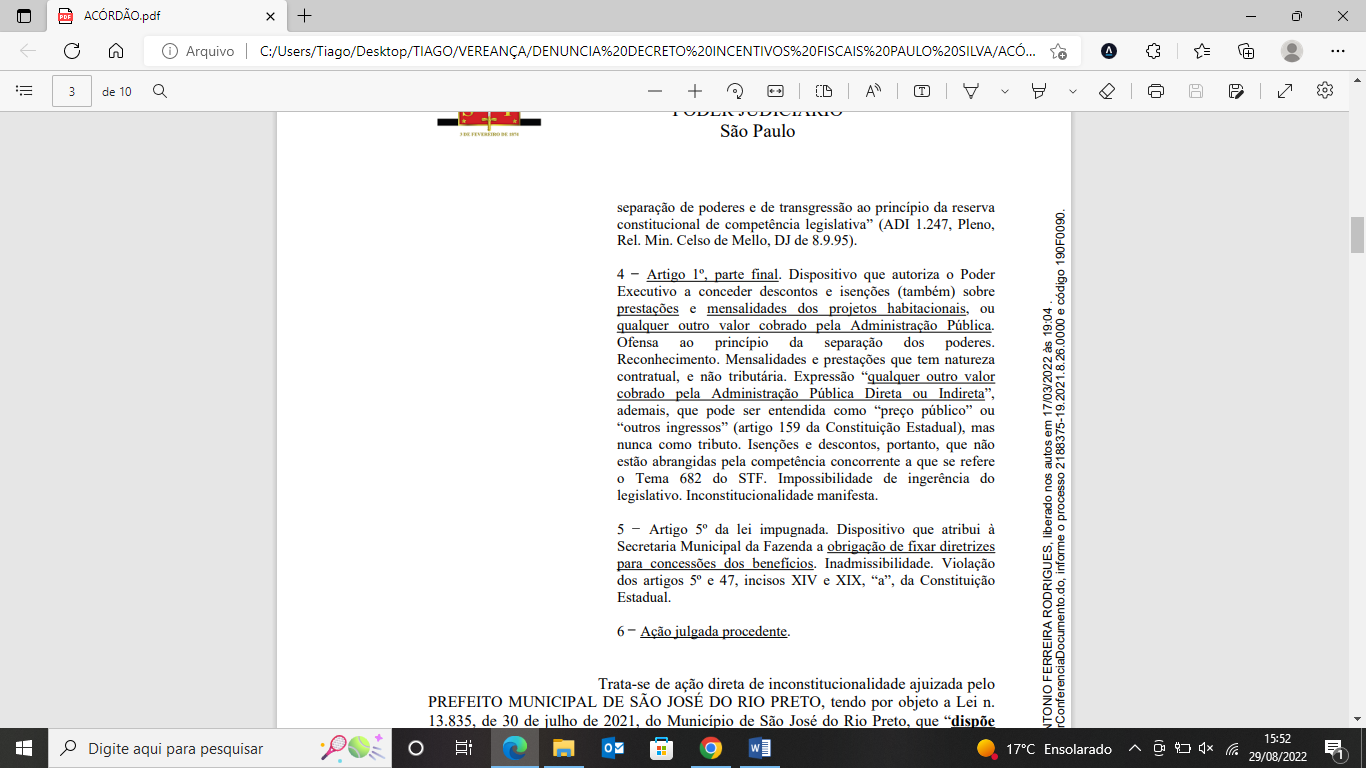 ACÓRDÃO.pdf
Arquivo
C:/Users/Tiago/Desktop/TIAGO/VEREANÇA/DENUNCIA%20DECRETO%20INCENTIVOS%20FISCAIS%20PAULO%20SILVA/ACÓ...
3 de 10
PODER JUDICIÁRIO
São Paulo
3 DE FEVEREIRO DE 1874
separação de poderes e de transgressão ao princípio da reserva
constitucional de competência legislativa” (ADI 1.247, Pleno,
Rel. Min. Celso de Mello, DJ de 8.9.95).
4 – Artigo 1º, parte final. Dispositivo que autoriza o Poder
Executivo a conceder descontos e isenções (também) sobre
prestações e mensalidades dos projetos habitacionais, ou
qualquer outro valor cobrado pela Administração Pública.
Ofensa ao princípio da separação dos poderes.
Reconhecimento. Mensalidades e prestações que tem natureza
contratual, e não tributária. Expressão “qualquer outro valor
cobrado pela Administração Pública Direta ou Indireta”,
ademais, que pode ser entendida como “preço público” ou
“outros ingressos” (artigo 159 da Constituição Estadual), mas
nunca como tributo. Isenções e descontos, portanto, que não
estão abrangidas pela competência concorrente a que se refere
o Tema 682 do STF. Impossibilidade de ingerência do
legislativo. Inconstitucionalidade manifesta.
5 – Artigo 5º da lei impugnada. Dispositivo que atribui à
Secretaria Municipal da Fazenda a obrigação de fixar diretrizes
para concessões dos benefícios. Inadmissibilidade. Violação
dos artigos 5º e 47, incisos XIV e XIX, “a”, da Constituição
Estadual.
6 – Ação julgada procedente.
Trata-se de ação direta de inconstitucionalidade ajuizada pelo
PREFEITO MUNICIPAL DE SÃO JOSÉ DO RIO PRETO, tendo por objeto a Lei n.
13.835, de 30 de julho de 2021, do Município de São José do Rio Preto, que “dispõe
NTONIO FERREIRA RODRIGUES, liberado nos autos em 17/03/2022 às 19:04 .
rConferenciaDocumento.do, informe o processo 2188375-19.2021.8.26.0000 e código 190F0090.
Digite aqui para pesquisar
17°C Ensolarado
15:52
29/08/2022
1